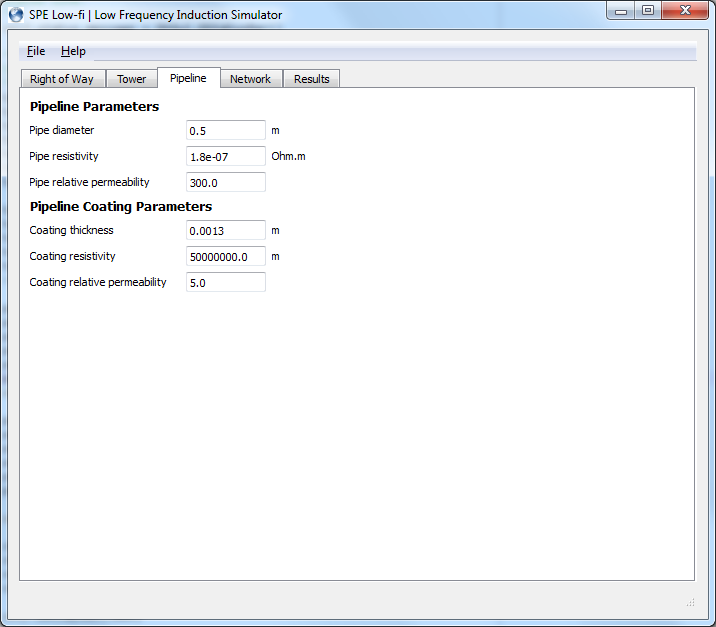 SPE Low-fi | Low Frequency Induction Simulator
File Help
Right of Way Tower Pipeline Network Results
Pipeline Parameters
Pipe diameter 0.5 m
Pipe resistivity 1.8e-07 Ohm.m
Pipe relative permeability 300.0
Pipeline Coating Parameters
Coating thickness 0.0013 m
Coating resistivity 50000000.0 m
Coating relative permeability 5.0